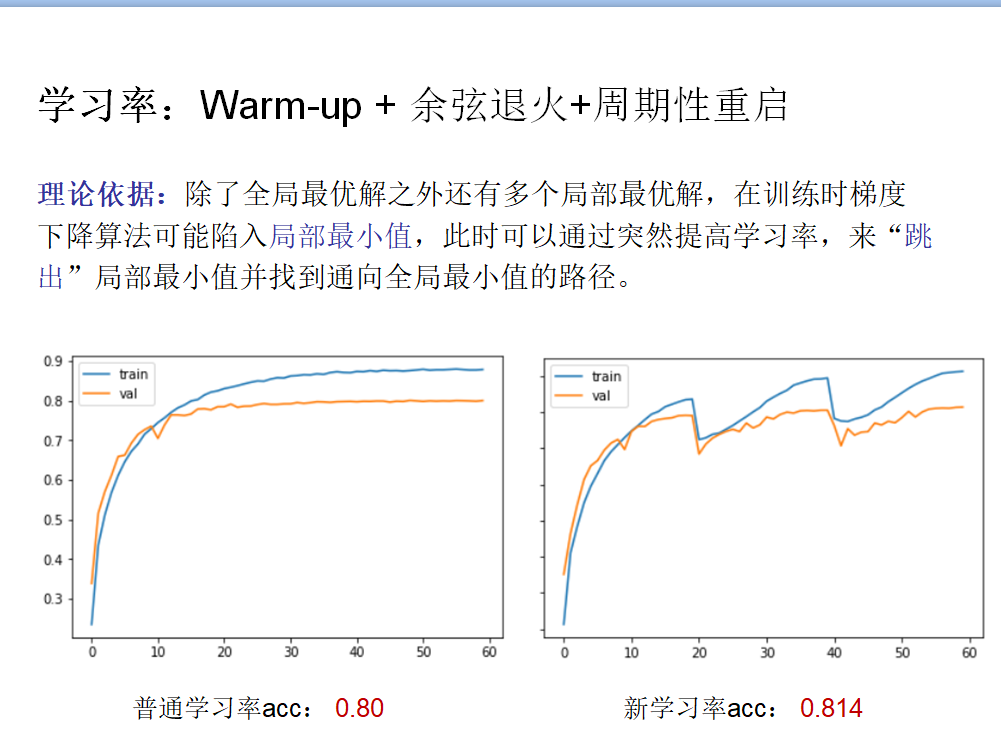 学习率：Warm-up + 余弦退火+周期性重启
理论依据：除了全局最优解之外还有多个局部最优解，在训练时梯度
下降算法可能陷入局部最小值，此时可以通过突然提高学习率，来“跳
出”局部最小值并找到通向全局最小值的路径。
train
val
0.9
0.8
0.7
0.6
0.5
0.4
0.3
0 10 20 30 40 50 60
train
val
0 10 20 30 40 50 60
普通学习率acc： 0.80
新学习率acc： 0.814